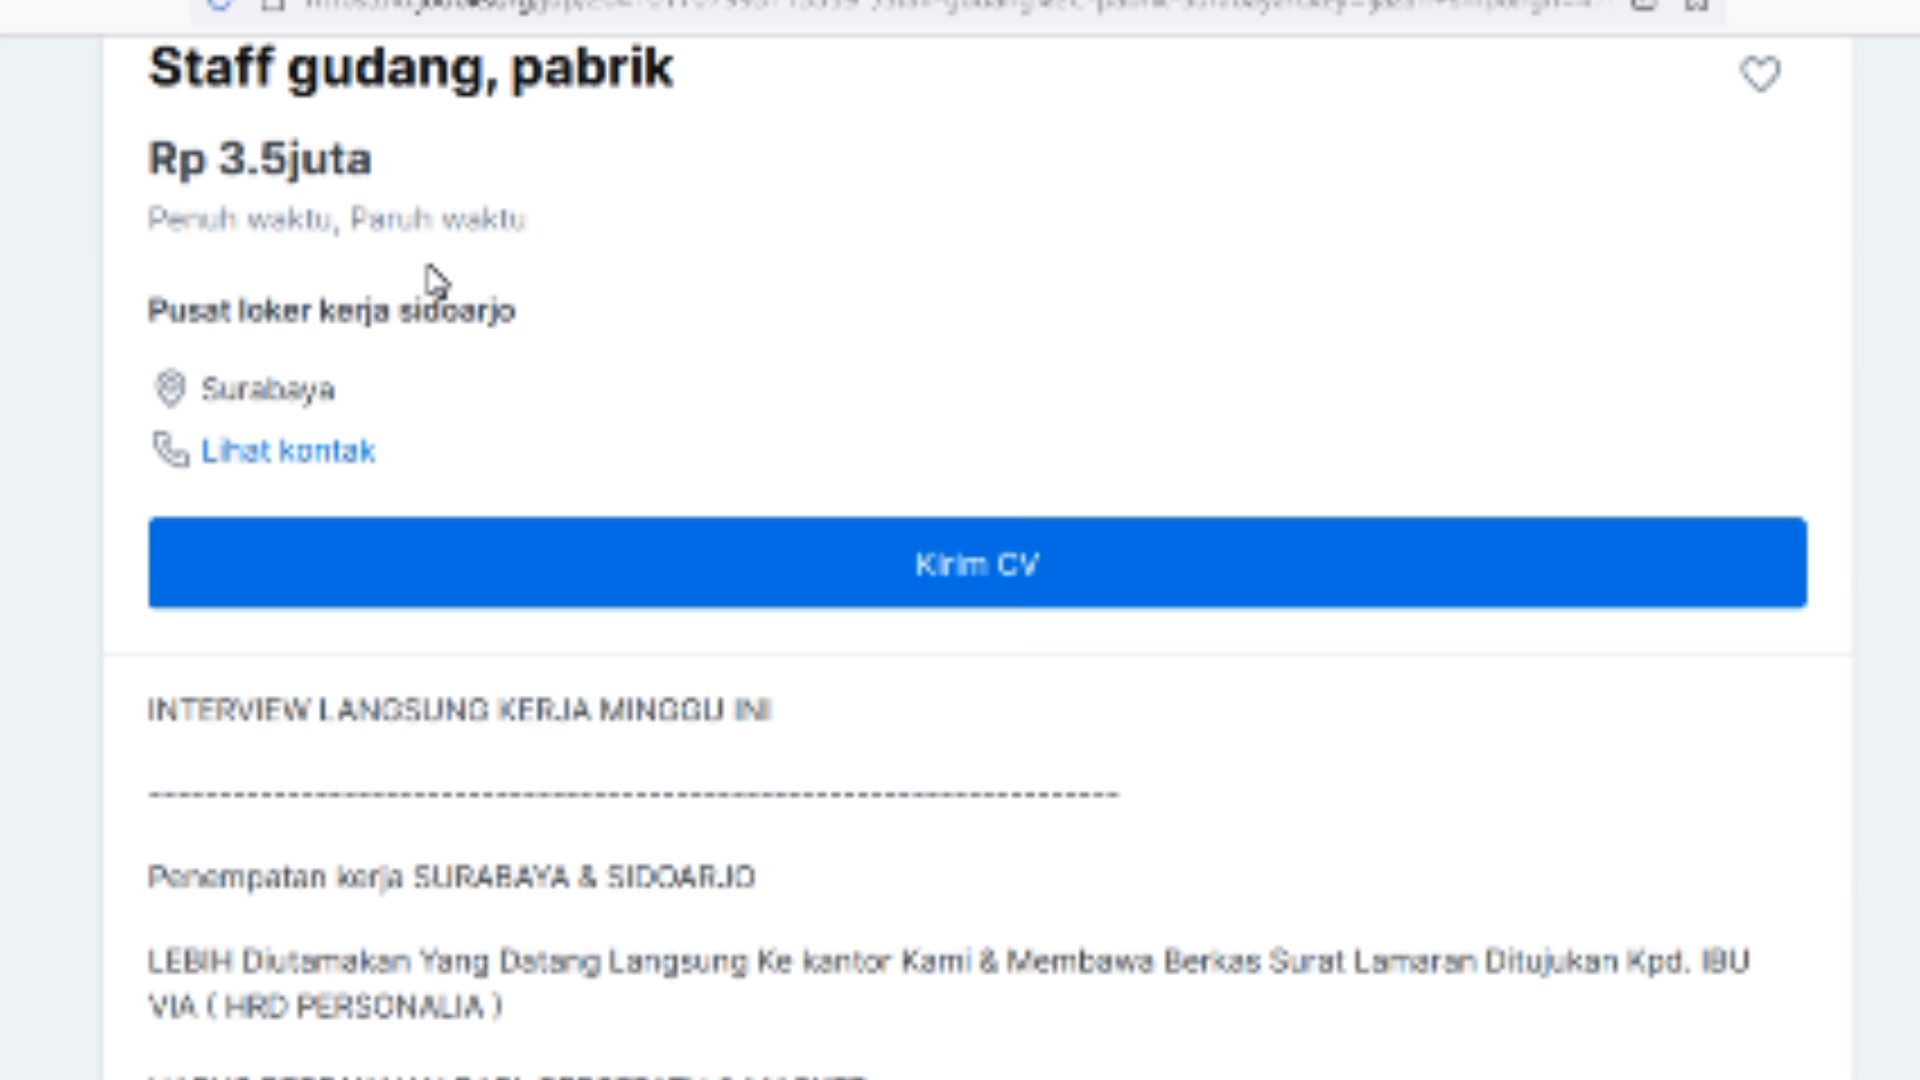 Staff gudang, pabrik
Rp 3.5juta
Penuh waktu, Paruh waktu
Pusat loker kerja sidoarjo
Surabaya
Lihat kontak
Kirim CV
INTERVIEW LANGSUNG KERJA MINGGU INI
----------------------------------------------------------------------
Penempatan kerja SURABAYA & SIDOARJO
LEBIH Diutamakan Yang Datang Langsung Ke kantor Kami & Membawa Berkas Surat Lamaran Ditujukan Kpd. IBU
VIA ( HRD PERSONALIA )